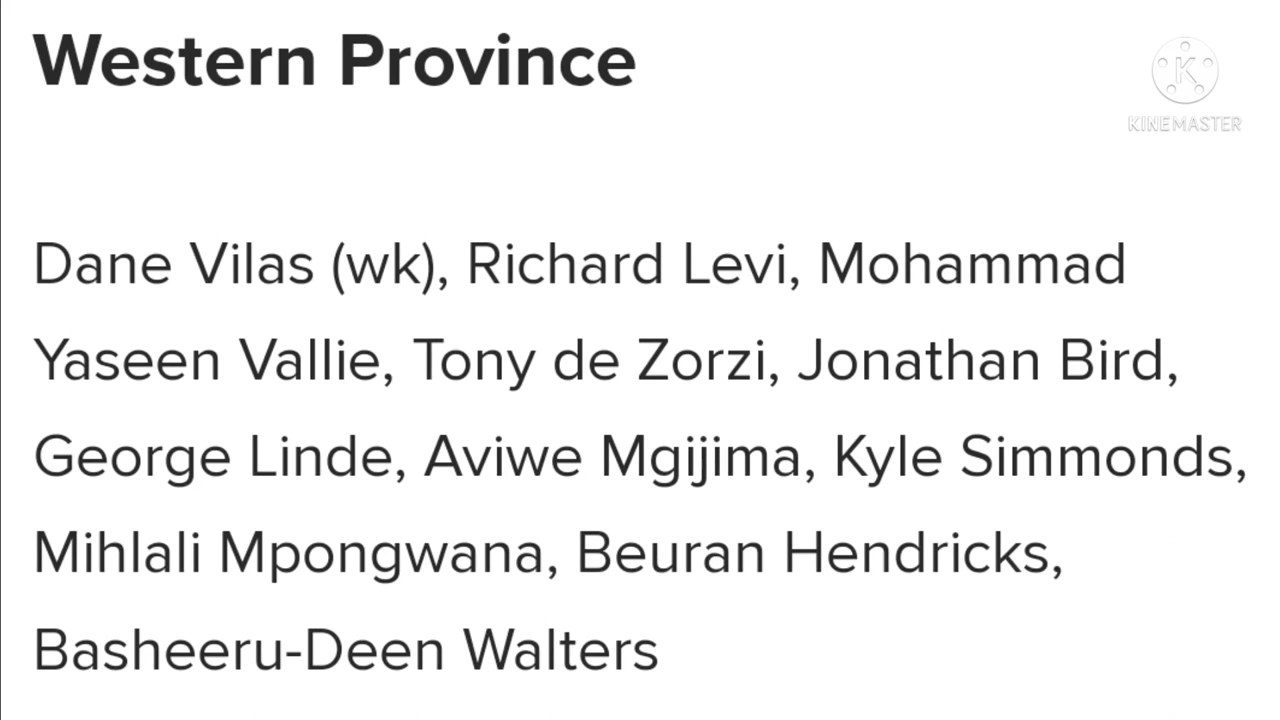 Western Province
K
KINEMASTER
Dane Vilas (wk), Richard Levi, Mohammad
Yaseen Vallie, Tony de Zorzi, Jonathan Bird,
George Linde, Aviwe Mgijima, Kyle Simmonds,
Mihlali Mpongwana, Beuran Hendricks,
Basheeru-Deen Walters